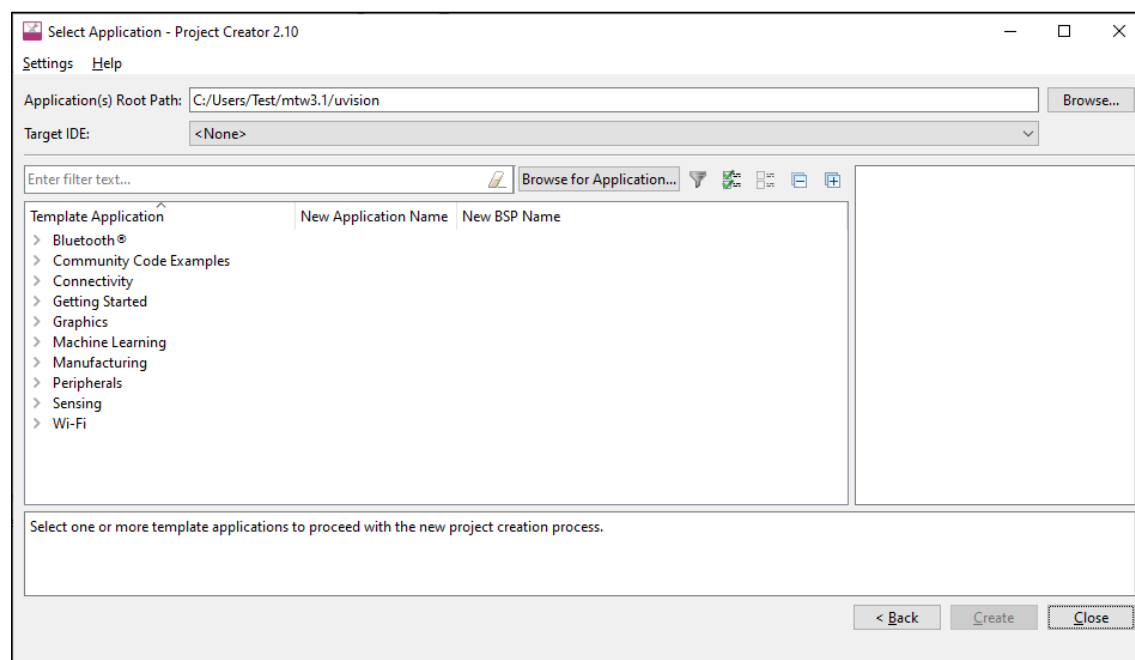 Select Application - Project Creator 2.10
Settings Help
Application(s) Root Path: C:/Users/Test/mtw3.1/uvision Browse...
Target IDE: <None>
Enter filter text... Browse for Application...
Template Application New Application Name New BSP Name
Bluetooth®
Community Code Examples
Connectivity
Getting Started
Graphics
Machine Learning
Manufacturing
Peripherals
Sensing
Wi-Fi
Select one or more template applications to proceed with the new project creation process.
< Back Create Close